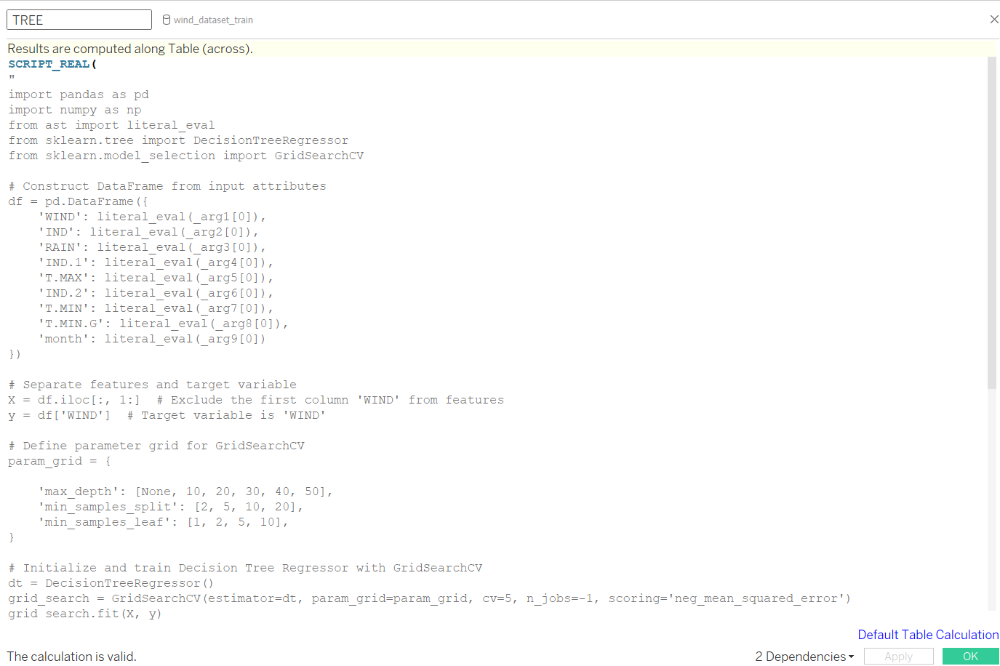 TREE
wind_dataset_train
Results are computed along Table (across).
SCRIPT_REAL(
"
import pandas as pd
import numpy as np
from ast import literal_eval
from sklearn.tree import DecisionTreeRegressor
from sklearn.model_selection import GridSearchCV

# Construct DataFrame from input attributes
df = pd.DataFrame({
    'WIND': literal_eval(_arg1[0]),
    'IND': literal_eval(_arg2[0]),
    'RAIN': literal_eval(_arg3[0]),
    'IND.1': literal_eval(_arg4[0]),
    'T.MAX': literal_eval(_arg5[0]),
    'IND.2': literal_eval(_arg6[0]),
    'T.MIN': literal_eval(_arg7[0]),
    'T.MIN.G': literal_eval(_arg8[0]),
    'month': literal_eval(_arg9[0])
})

# Separate features and target variable
X = df.iloc[:, 1:]  # Exclude the first column 'WIND' from features
y = df['WIND']  # Target variable is 'WIND'

# Define parameter grid for GridSearchCV
param_grid = {

    'max_depth': [None, 10, 20, 30, 40, 50],
    'min_samples_split': [2, 5, 10, 20],
    'min_samples_leaf': [1, 2, 5, 10],
}

# Initialize and train Decision Tree Regressor with GridSearchCV
dt = DecisionTreeRegressor()
grid_search = GridSearchCV(estimator=dt, param_grid=param_grid, cv=5, n_jobs=-1, scoring='neg_mean_squared_error')
grid_search.fit(X, y)
Default Table Calculation
The calculation is valid.
2 Dependencies
Apply
OK